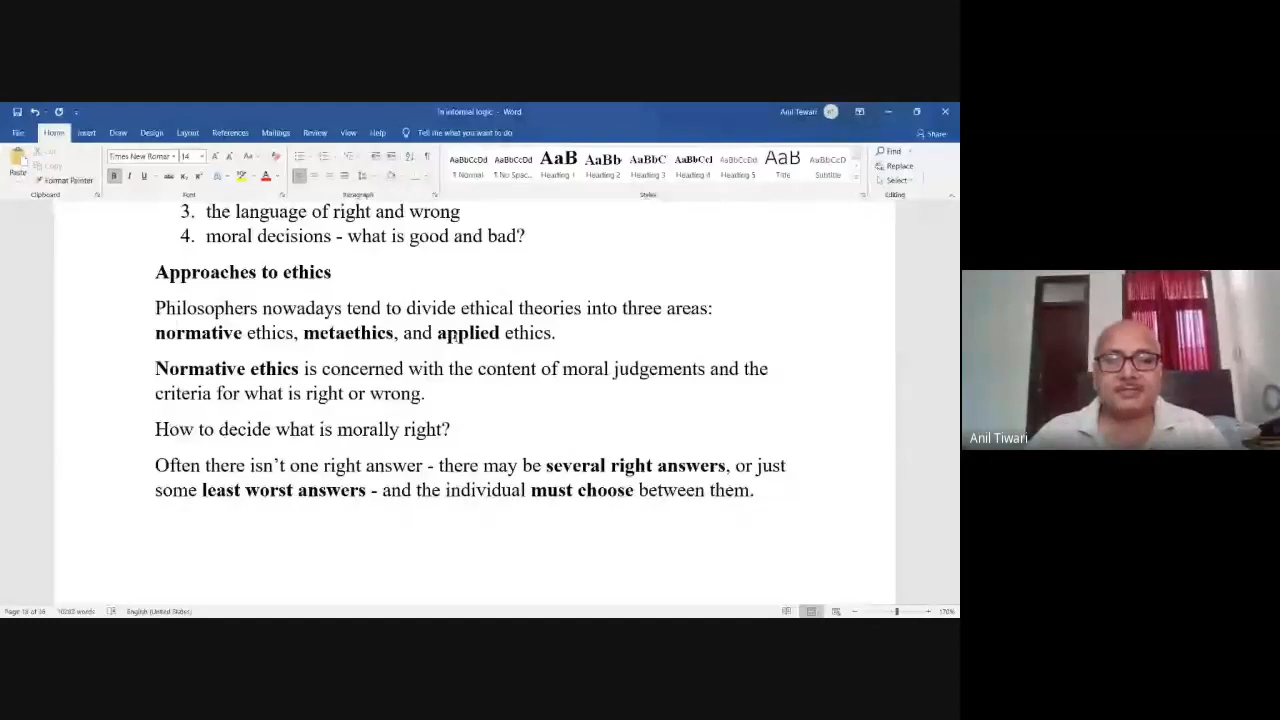 In informal logic - Word
Anil Tewari
File Home Insert Draw Design Layout References Mailings Review View Help Tell me what you want to do Share
Cut
Copy
Paste
Format Painter
Clipboard
Times New Roman 14
Font
Paragraph
AaBbCcDd AaBbCcDd AaB AaBb AaBbC AaBbCcI AaBbCcDd AaB AaBbCcD
¶ Normal ¶ No Spac... Heading 1 Heading 2 Heading 3 Heading 4 Heading 5 Title Subtitle
Styles
Find
Replace
Select
Editing
3. the language of right and wrong
4. moral decisions - what is good and bad?
Approaches to ethics
Philosophers nowadays tend to divide ethical theories into three areas:
normative ethics, metaethics, and applied ethics.
Normative ethics is concerned with the content of moral judgements and the
criteria for what is right or wrong.
How to decide what is morally right?
Often there isn't one right answer - there may be several right answers, or just
some least worst answers - and the individual must choose between them.
Anil Tiwari
English (United States)
170%